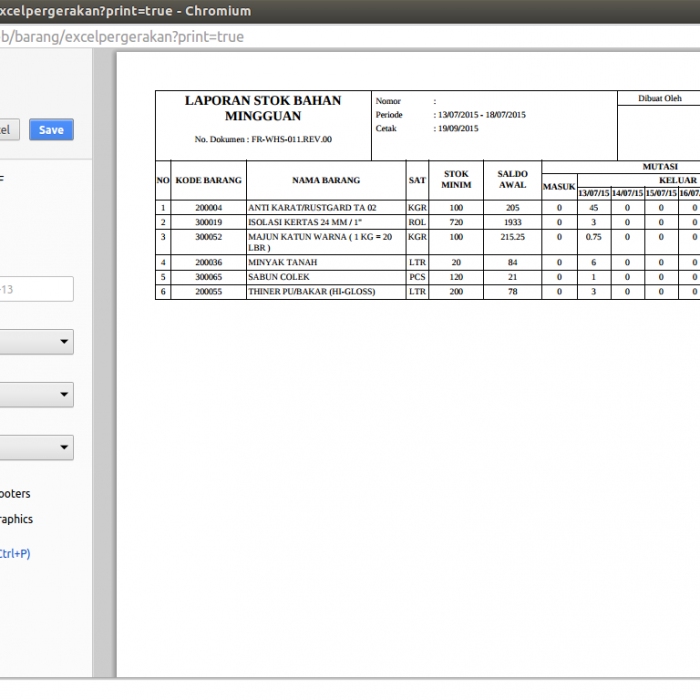 xcelpergerakan?print=true - Chromium
b/barang/excelpergerakan?print=true
el Save
13
ooters
raphics
Ctrl+P)
LAPORAN STOK BAHAN
MINGGUAN
No. Dokumen : FR-WHS-011.REV.00
Nomor :
Periode : 13/07/2015 - 18/07/2015
Cetak : 19/09/2015
Dibuat Oleh
NO KODE BARANG NAMA BARANG SAT STOK MINIM SALDO AWAL MUTASI
MASUK KELUAR
13/07/15 14/07/15 15/07/15 16/07/
1 200004 ANTI KARAT/RUSTGARD TA 02 KGR 100 205 0 45 0 0 0
2 300019 ISOLASI KERTAS 24 MM / 1" ROL 720 1933 0 3 0 0 0
3 300052 MAJUN KATUN WARNA ( 1 KG = 20 KGR 100 215.25 0 0.75 0 0 0
LBR )
4 200036 MINYAK TANAH LTR 20 84 0 6 0 0 0
5 300065 SABUN COLEK PCS 120 21 0 1 0 0 0
6 200055 THINER PU/BAKAR (HI-GLOSS) LTR 200 78 0 3 0 0 0